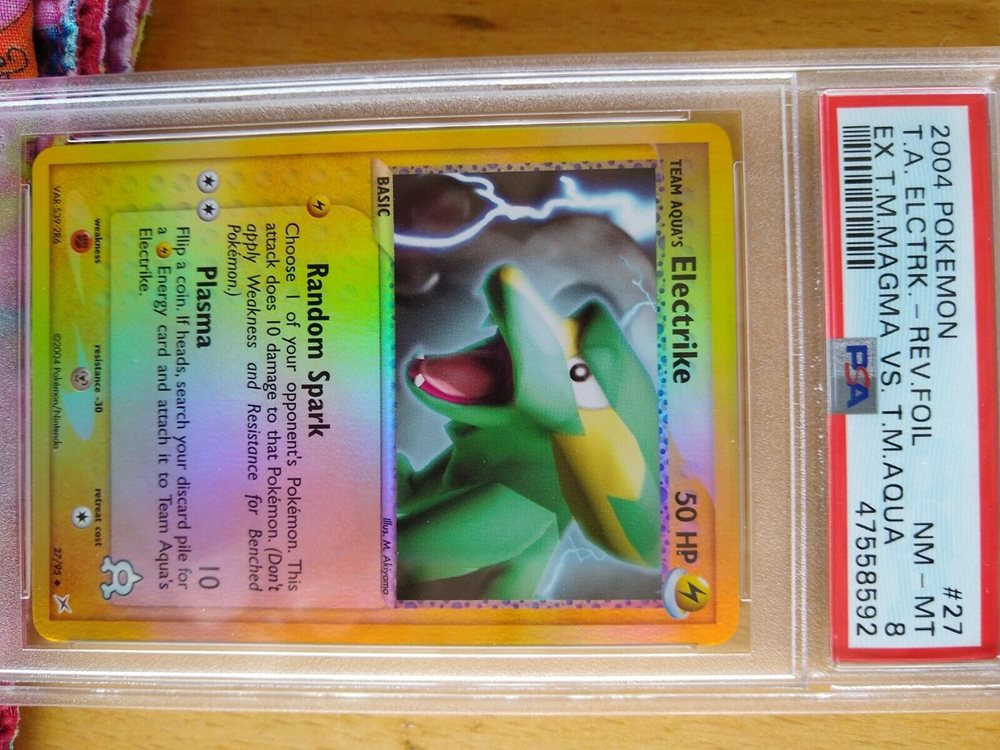 2004 POKEMON #27
T.A. ELCTRK.-REV.FOIL NM-MT
EX T.M.MAGMA VS. T.M.AQUA 8
47558592
PSA
TEAM AQUA'S Electrike 50 HP
BASIC
Illus. M. Akiyama
Random Spark
Choose 1 of your opponent's Pokémon. This
attack does 10 damage to that Pokémon. (Don't
apply Weakness and Resistance for Benched
Pokémon.)
Plasma 10
Flip a coin. If heads, search your discard pile for
a Energy card and attach it to Team Aqua's
Electrike.
weakness resistance -30 retreat cost
VAR 539/286 ©2004 Pokémon/Nintendo 27/95